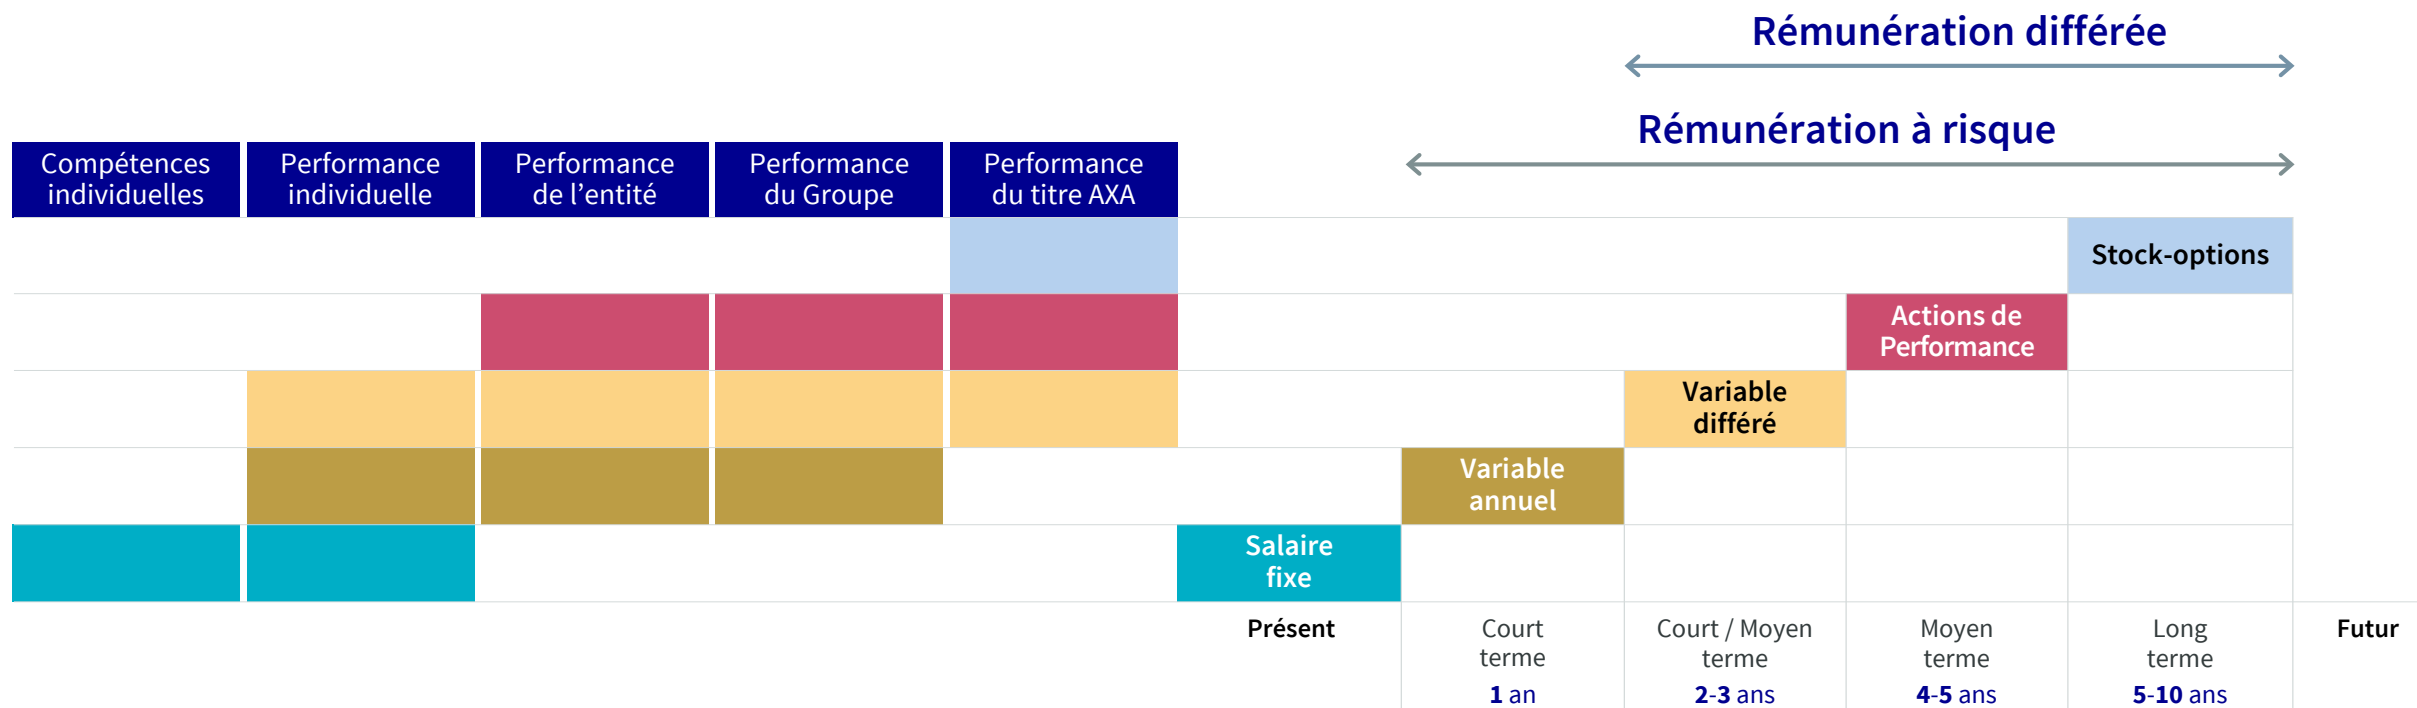 Rémunération différée
Rémunération à risque
Compétences
individuelles
Performance
individuelle
Performance
de l’entité
Performance
du Groupe
Performance
du titre AXA
Stock-options
Actions de
Performance
Variable
différé
Variable
annuel
Salaire
fixe
Présent
Court
terme
1 an
Court / Moyen
terme
2-3 ans
Moyen
terme
4-5 ans
Long
terme
5-10 ans
Futur